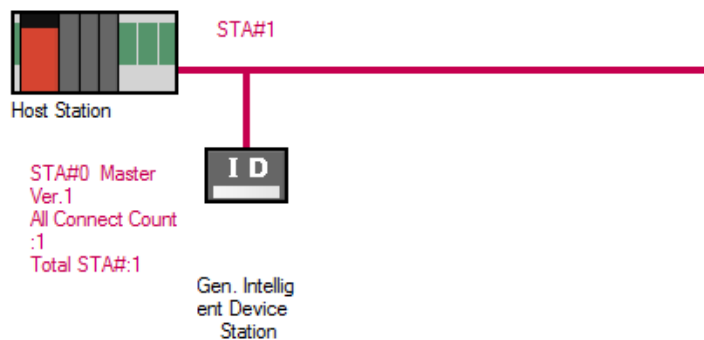 STA#1
Host Station
I D
STA#0 Master
Ver.1
All Connect Count
:1
Total STA#:1
Gen. Intellig
ent Device
Station